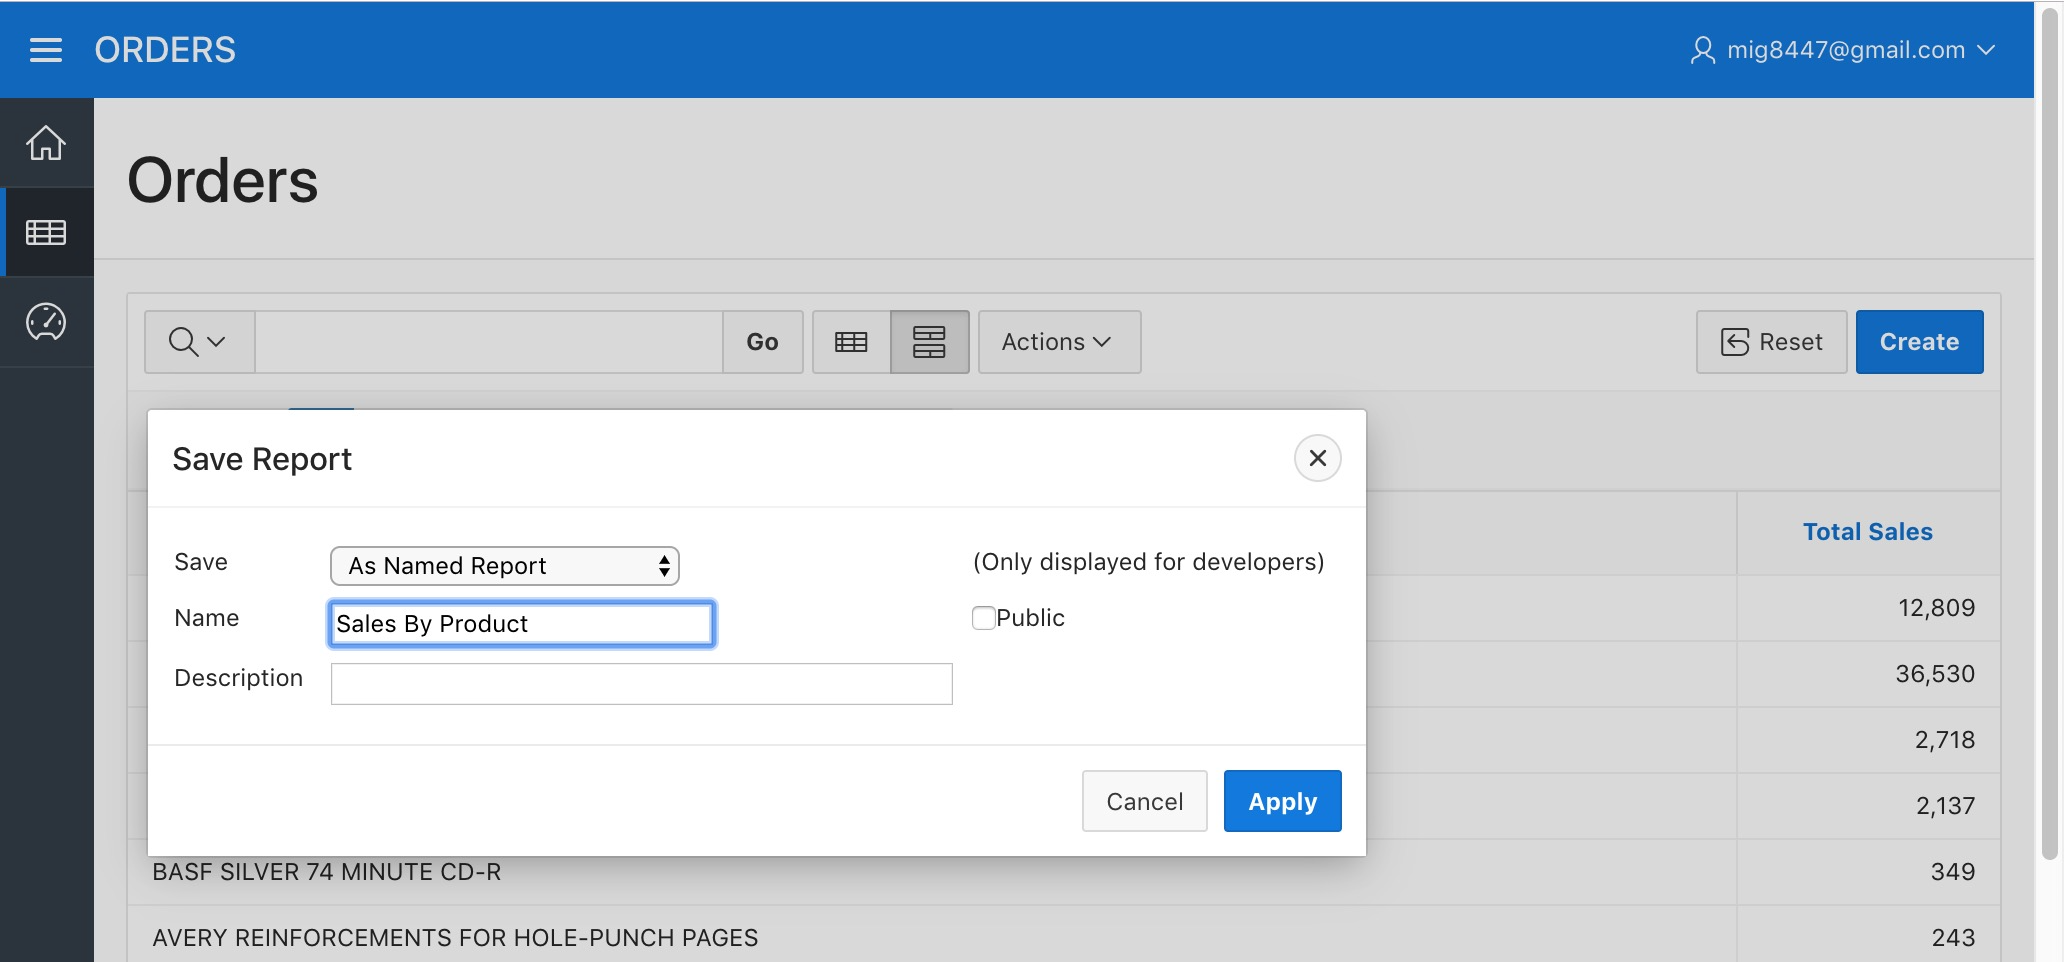 ORDERS
mig8447@gmail.com
Orders
Go
Actions
Reset
Create
Save Report
Save
As Named Report
(Only displayed for developers)
Name
Sales By Product
Public
Description
Cancel
Apply
Total Sales
12,809
36,530
2,718
2,137
BASF SILVER 74 MINUTE CD-R 349
AVERY REINFORCEMENTS FOR HOLE-PUNCH PAGES 243